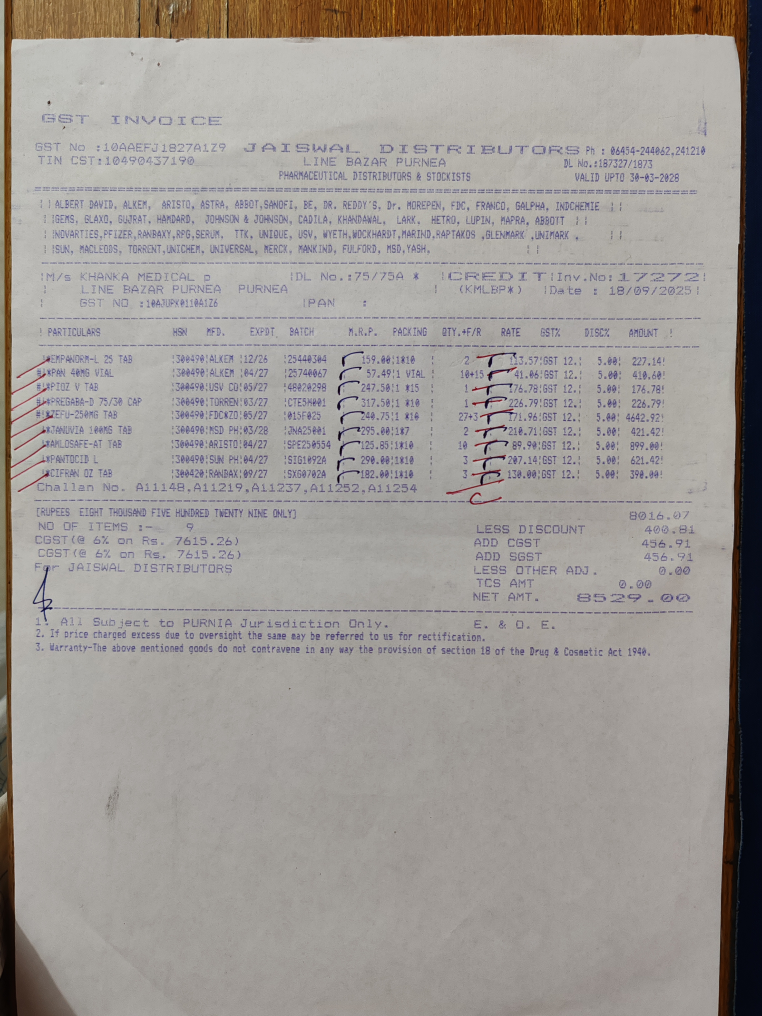 GST INVOICE
GST No :10AAEFJ1827A1Z9 JAISWAL DISTRIBUTORS Ph : 06454-244062,241210
TIN CST:10490437190 LINE BAZAR PURNEA DL No.:187327/1873
PHARMACEUTICAL DISTRIBUTORS & STOCKISTS VALID UPTO 30-03-2028
ALBERT DAVID, ALKEM, ARISTO, ASTRA, ABBOT,SANOFI, BE, DR. REDDY'S, Dr. MOREPEN, FDC, FRANCO, GALPHA, INDCHEMIE
GEMS, GLAXO, GUJRAT, HAMDARD, JOHNSON & JOHNSON, CADILA, KHANDAWAL, LARK, HETRO, LUPIN, MAPRA, ABBOTT
NOVARTIES,PFIZER,RANBAXY,RPG,SERUM, TTK, UNIQUE, USV, WYETH,WOCKHARDT,MARIND,RAPTAKOS ,GLENMARK ,UNIMARK ,
SUN, MACLEODS, TORRENT,UNICHEM, UNIVERSAL, MERCK, MANKIND, FULFORD, MSD,YASH,
M/s KHANKA MEDICAL p DL No.:75/75A * CREDIT Inv.No:17272
LINE BAZAR PURNEA PURNEA (KMLBP*) Date : 18/09/2025
GST NO :10AJUPK0110A1Z6 PAN :
PARTICULARS HSN MFD. EXPDT BATCH M.R.P. PACKING QTY.+F/R RATE GST% DISC% AMOUNT
EMPANORM-L 25 TAB 300490 ALKEM 12/26 25440304 159.00 1*10 2 113.57 GST 12. 5.00 227.14
PAN 40MG VIAL 300490 ALKEM 04/27 25740067 57.49 1 VIAL 10+15 41.06 GST 12. 5.00 410.60
PIOZ V TAB 300490 USV CO 05/27 48020298 247.50 1 *15 1 176.78 GST 12. 5.00 176.78
PREGABA-D 75/30 CAP 300490 TORREN 03/27 CTE5H001 317.50 1 *10 1 226.79 GST 12. 5.00 226.79
ZEFU-250MG TAB 300490 FDC*ZO 05/27 015F025 240.75 1 *10 27+3 171.96 GST 12. 5.00 4642.92
JANUVIA 100MG TAB 300490 MSD PH 03/28 JNA25001 295.00 1*7 2 210.71 GST 12. 5.00 421.42
AMLOSAFE-AT TAB 300490 ARISTO 04/27 SPE250554 125.85 1*10 10 89.90 GST 12. 5.00 899.00
PANTOCID L 300490 SUN PH 04/27 SIG1092A 290.00 1*10 3 207.14 GST 12. 5.00 621.42
CIFRAN OZ TAB 300420 RANBAX 09/27 SXG0702A 182.00 1*10 3 130.00 GST 12. 5.00 390.00
Challan No. A11148,A11219,A11237,A11252,A11254
[RUPEES EIGHT THOUSAND FIVE HUNDRED TWENTY NINE ONLY] 8016.07
NO OF ITEMS :- 9 LESS DISCOUNT 400.81
CGST(@ 6% on Rs. 7615.26) ADD CGST 456.91
CGST(@ 6% on Rs. 7615.26) ADD SGST 456.91
For JAISWAL DISTRIBUTORS LESS OTHER ADJ. 0.00
TCS AMT 0.00
NET AMT. 8529.00
1. All Subject to PURNIA Jurisdiction Only. E. & O. E.
2. If price charged excess due to oversight the same may be referred to us for rectification.
3. Warranty-The above mentioned goods do not contravene in any way the provision of section 18 of the Drug & Cosmetic Act 1940.